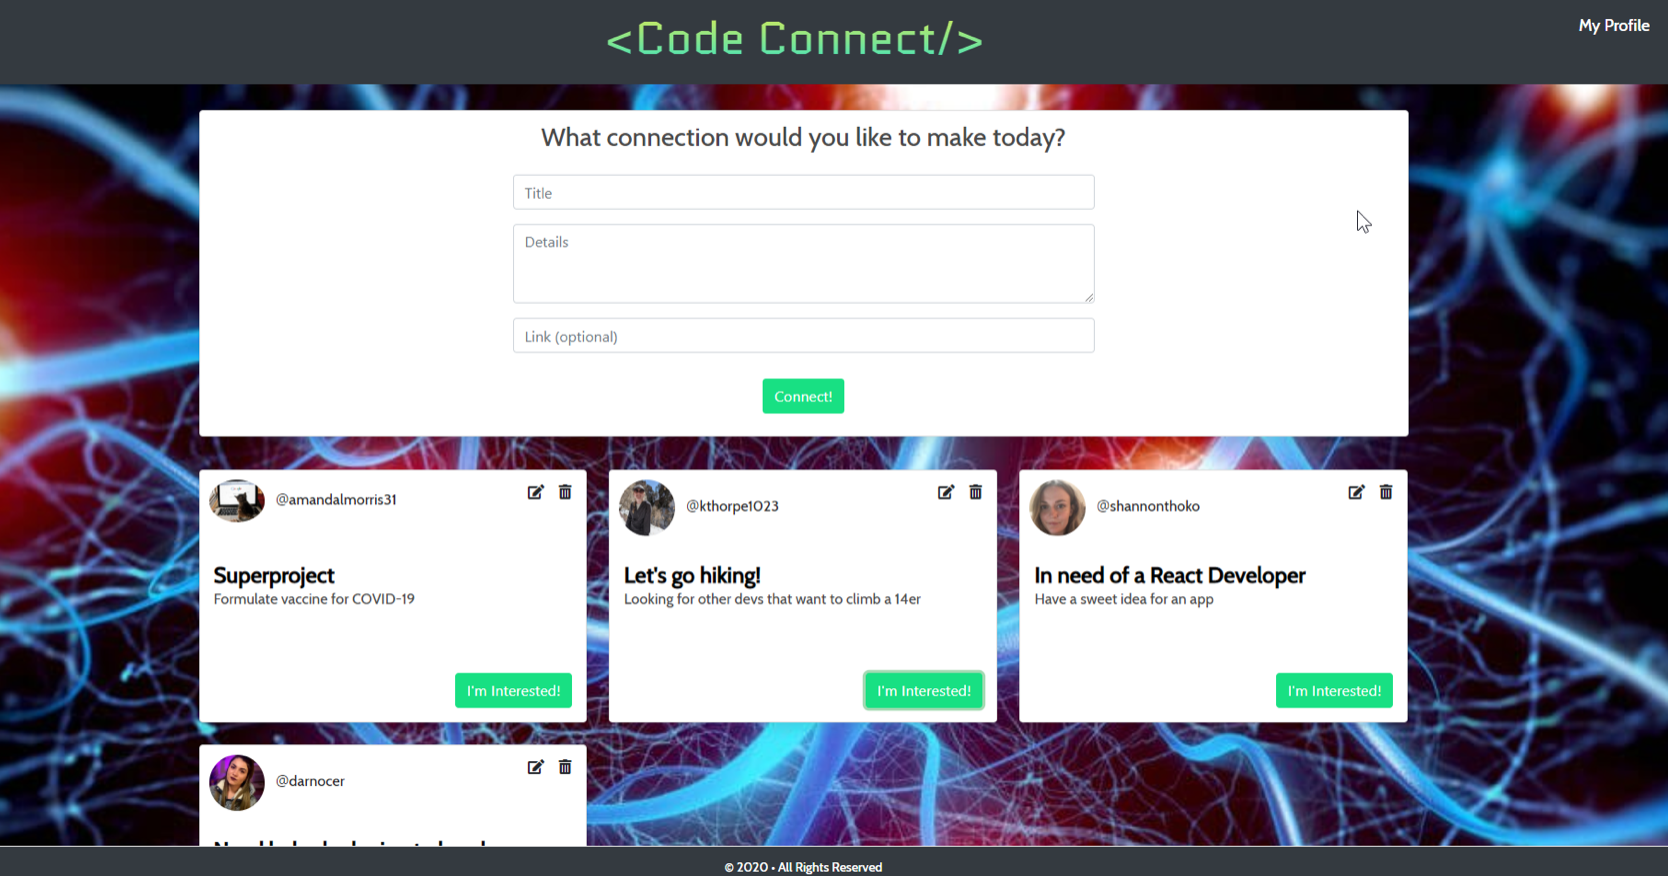 <Code Connect/>
My Profile
What connection would you like to make today?
Title
Details
Link (optional)
Connect!
@amandalmorris31
Superproject
Formulate vaccine for COVID-19
I'm Interested!
@kthorpe1023
Let's go hiking!
Looking for other devs that want to climb a 14er
I'm Interested!
@shannonthoko
In need of a React Developer
Have a sweet idea for an app
I'm Interested!
@darnocer
© 2020 • All Rights Reserved